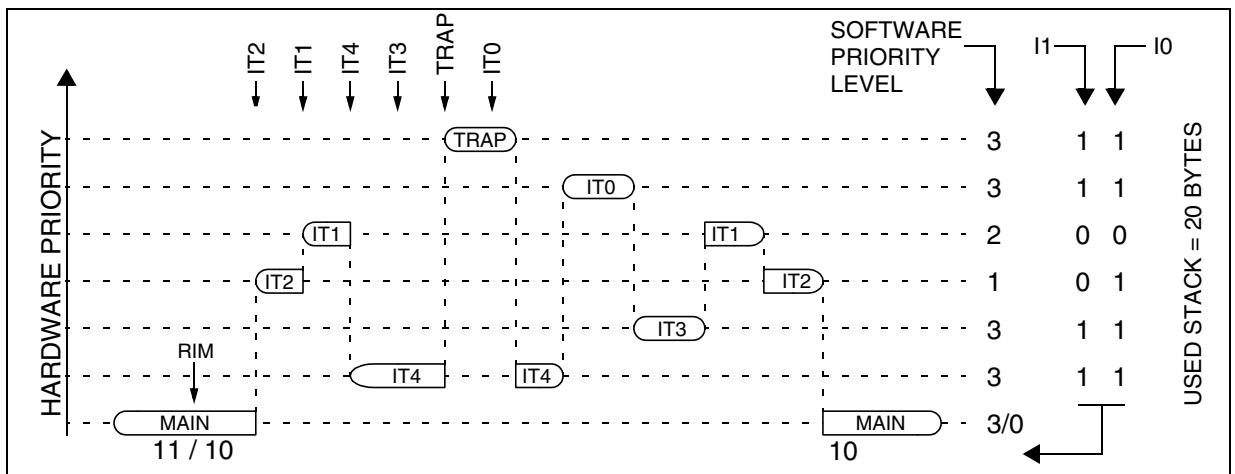 SOFTWARE
PRIORITY
LEVEL
I1
I0
IT2
IT1
IT4
IT3
TRAP
IT0
HARDWARE PRIORITY
USED STACK = 20 BYTES
TRAP
3
1 1
IT0
3
1 1
IT1
IT1
2
0 0
IT2
IT2
1
0 1
IT3
3
1 1
RIM
IT4
IT4
3
1 1
MAIN
MAIN
3/0
11 / 10
10